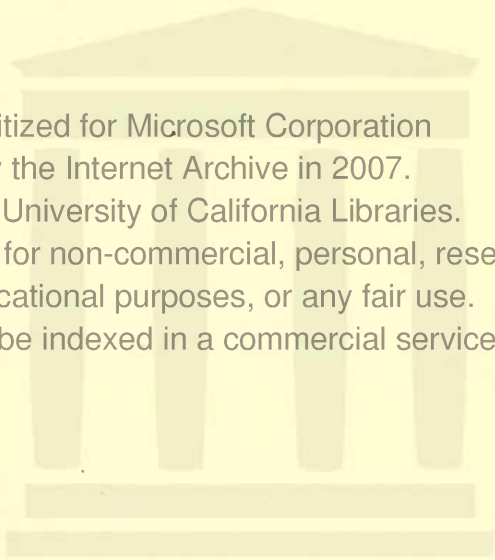 itized for Microsoft Corporation
the Internet Archive in 2007.
University of California Libraries.
for non-commercial, personal, rese
cational purposes, or any fair use.
be indexed in a commercial service